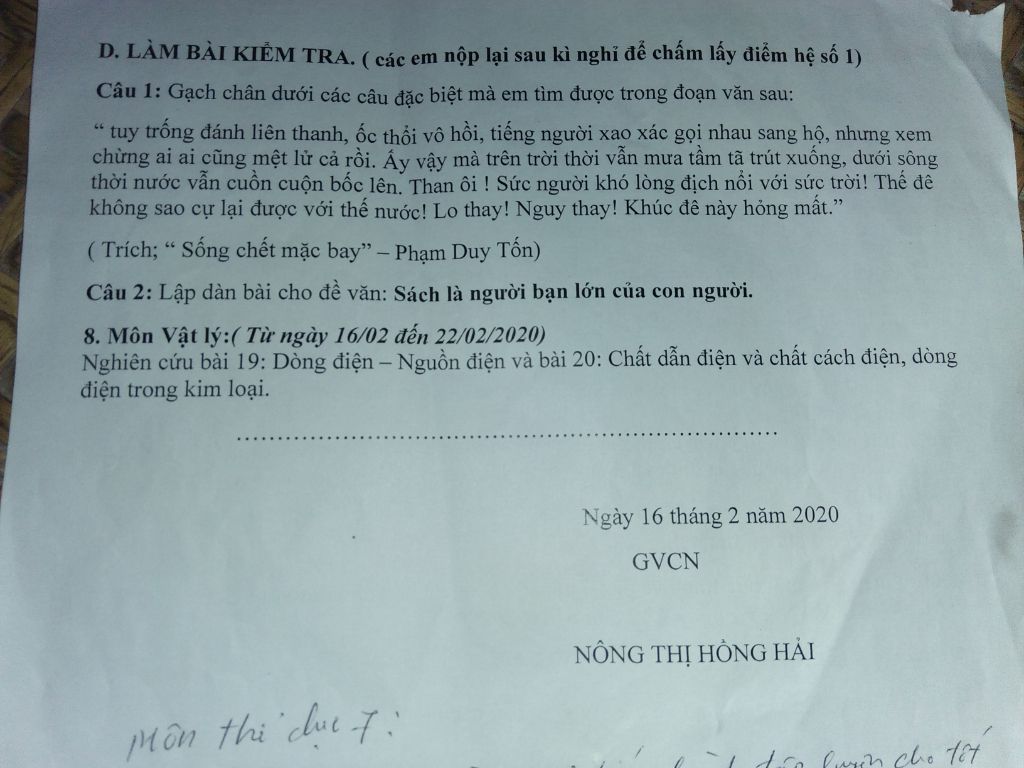 D. LÀM BÀI KIỂM TRA. ( các em nộp lại sau kì nghỉ để chấm lấy điểm hệ số 1)
Câu 1: Gạch chân dưới các câu đặc biệt mà em tìm được trong đoạn văn sau:
“ tuy trống đánh liên thanh, ốc thổi vô hồi, tiếng người xao xác gọi nhau sang hộ, nhưng xem
chừng ai ai cũng mệt lử cả rồi. Ấy vậy mà trên trời thời vẫn mưa tầm tã trút xuống, dưới sông
thời nước vẫn cuồn cuộn bốc lên. Than ôi ! Sức người khó lòng địch nổi với sức trời! Thế đê
không sao cự lại được với thế nước! Lo thay! Nguy thay! Khúc đê này hỏng mất.”
( Trích; “ Sống chết mặc bay” – Phạm Duy Tốn)
Câu 2: Lập dàn bài cho đề văn: Sách là người bạn lớn của con người.
8. Môn Vật lý:( Từ ngày 16/02 đến 22/02/2020)
Nghiên cứu bài 19: Dòng điện – Nguồn điện và bài 20: Chất dẫn điện và chất cách điện, dòng
điện trong kim loại.
..................................................................
Ngày 16 tháng 2 năm 2020
GVCN
NÔNG THỊ HỒNG HẢI
Môn thể dục 7:
luyện cho tốt